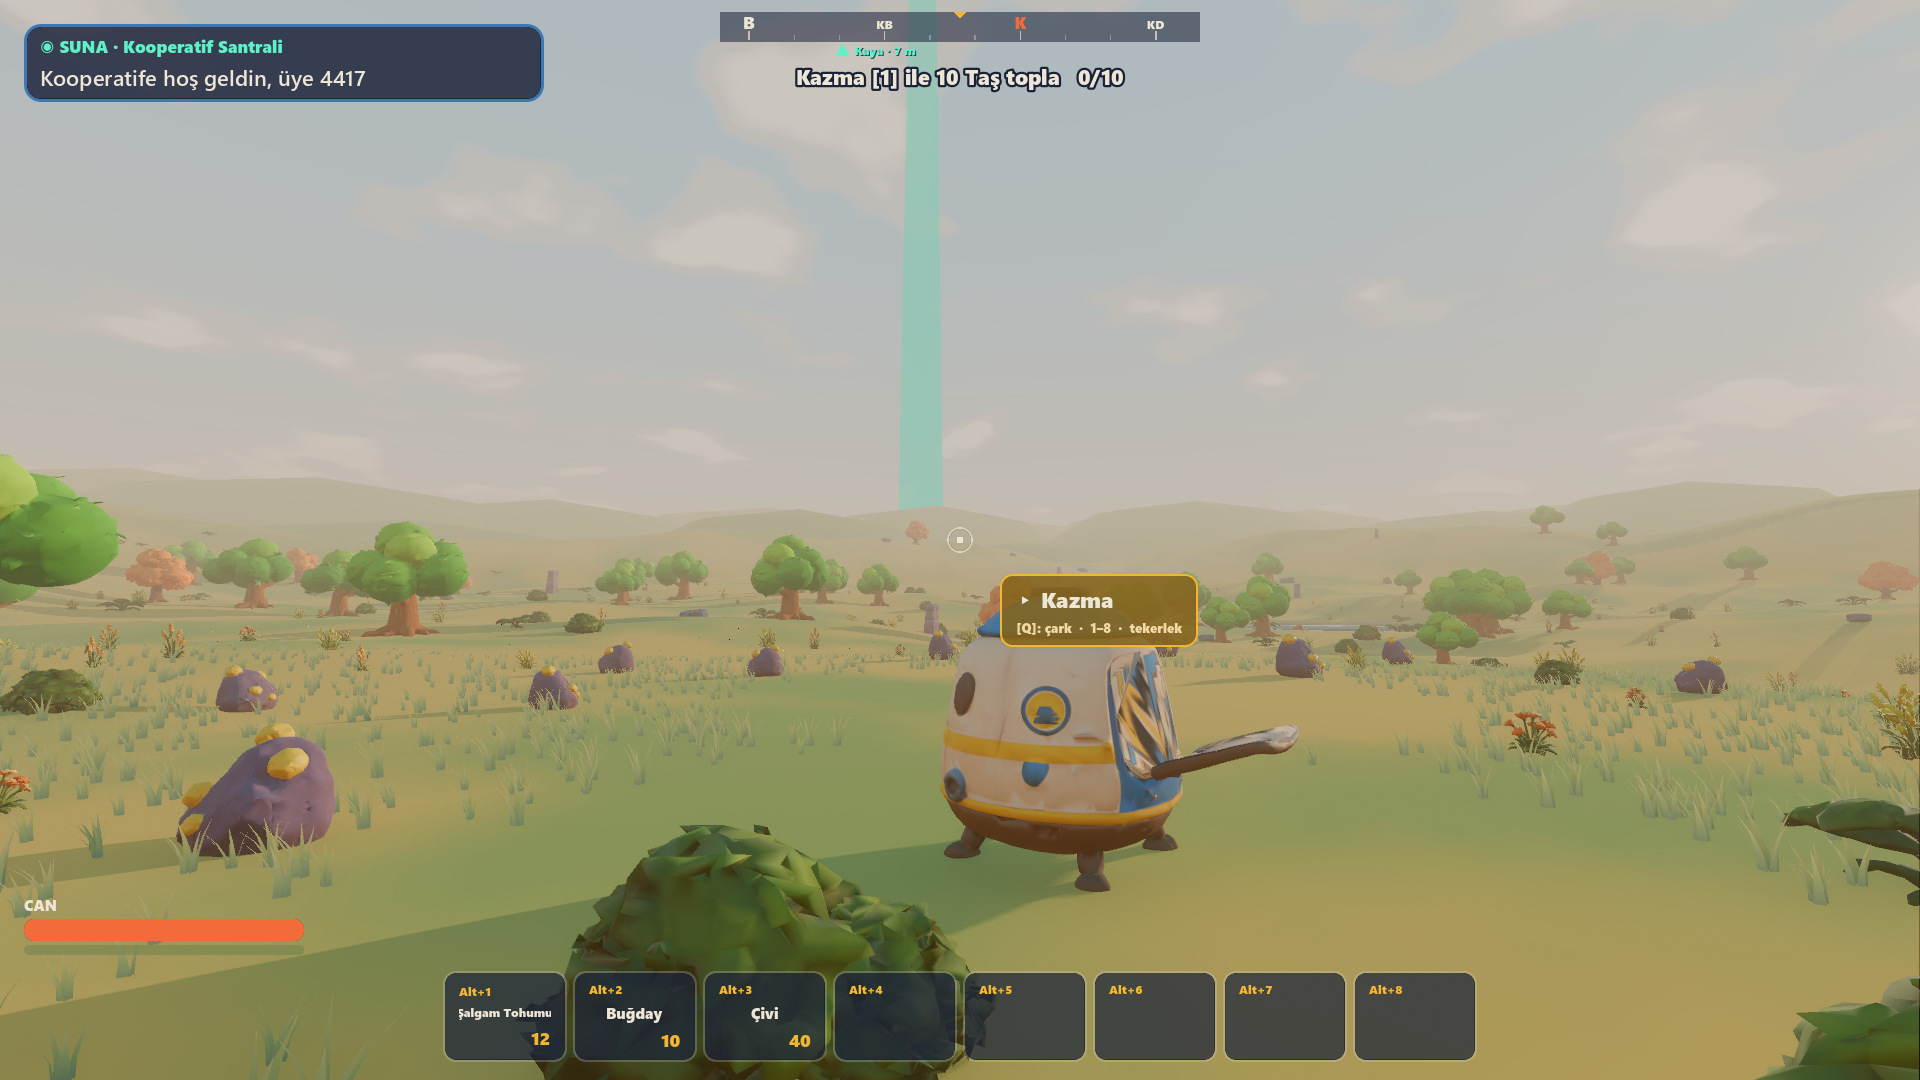 SUNA · Kooperatif Santrali
Kooperatife hoş geldin, üye 4417
B KB K KD
Kaya · 7 m
Kazma [1] ile 10 Taş topla 0/10
Kazma
[Q]: çark · 1–8 · tekerlek
CAN
Alt+1 Alt+2 Alt+3 Alt+4 Alt+5 Alt+6 Alt+7 Alt+8
Şalgam Tohumu Buğday Çivi
12 10 40